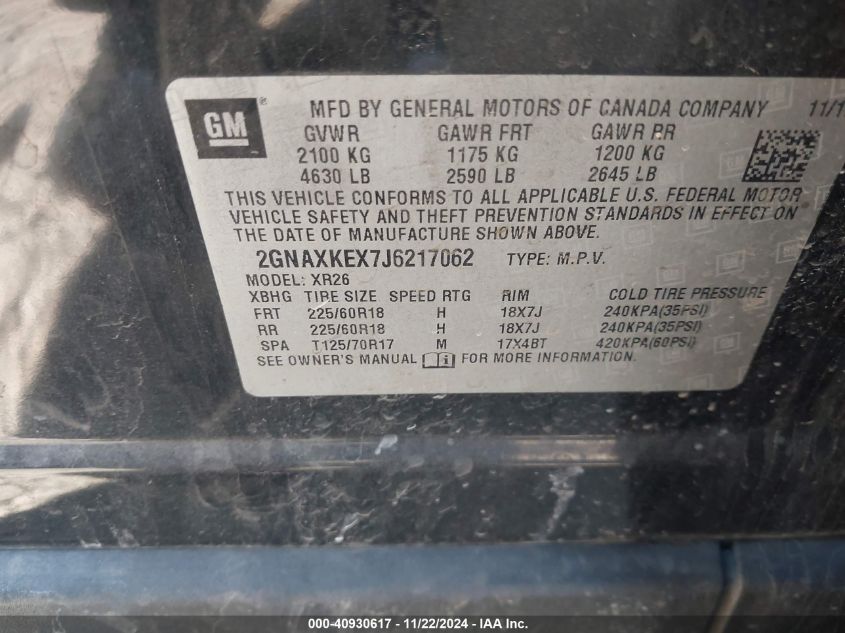 GM ® MFD BY GENERAL MOTORS OF CANADA COMPANY 11/1
GVWR GAWR FRT GAWR RR
2100 KG 1175 KG 1200 KG
4630 LB 2590 LB 2645 LB
THIS VEHICLE CONFORMS TO ALL APPLICABLE U.S. FEDERAL MOTOR
VEHICLE SAFETY AND THEFT PREVENTION STANDARDS IN EFFECT ON
THE DATE OF MANUFACTURE SHOWN ABOVE.
2GNAXKEX7J6217062 TYPE: M.P.V.
MODEL: XR26
XBHG TIRE SIZE SPEED RTG RIM COLD TIRE PRESSURE
FRT 225/60R18 H 18X7J 240KPA(35PSI)
RR 225/60R18 H 18X7J 240KPA(35PSI)
SPA T125/70R17 M 17X4BT 420KPA(60PSI)
SEE OWNER'S MANUAL FOR MORE INFORMATION.
000-40930617 - 11/22/2024 - IAA Inc.